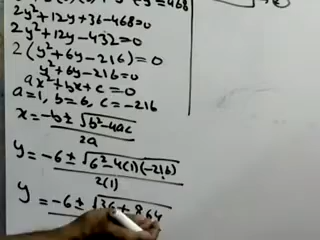 y = 468
2y²+12y+36-468=0
2y²+12y-432=0
2(y²+6y-216)=0
y²+6y-216=0
ax²+bx+c=0
a=1, b=6, c=-216
x = -b ± √b²-4ac / 2a
y = -6 ± √6²-4(1)(-216) / 2(1)
y = -6 ± √36+864